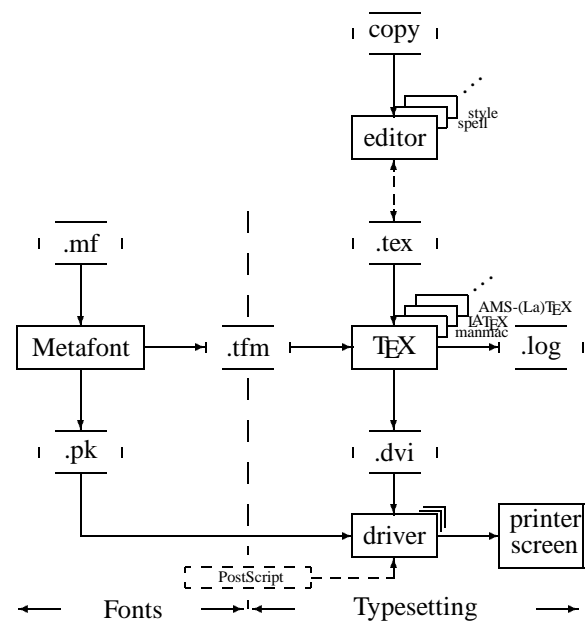 copy
style
spell
editor
.mf
.tex
AMS-(La)TEX
LATEX
manmac
Metafont
.tfm
TEX
.log
.pk
.dvi
driver
printer
screen
PostScript
Fonts
Typesetting